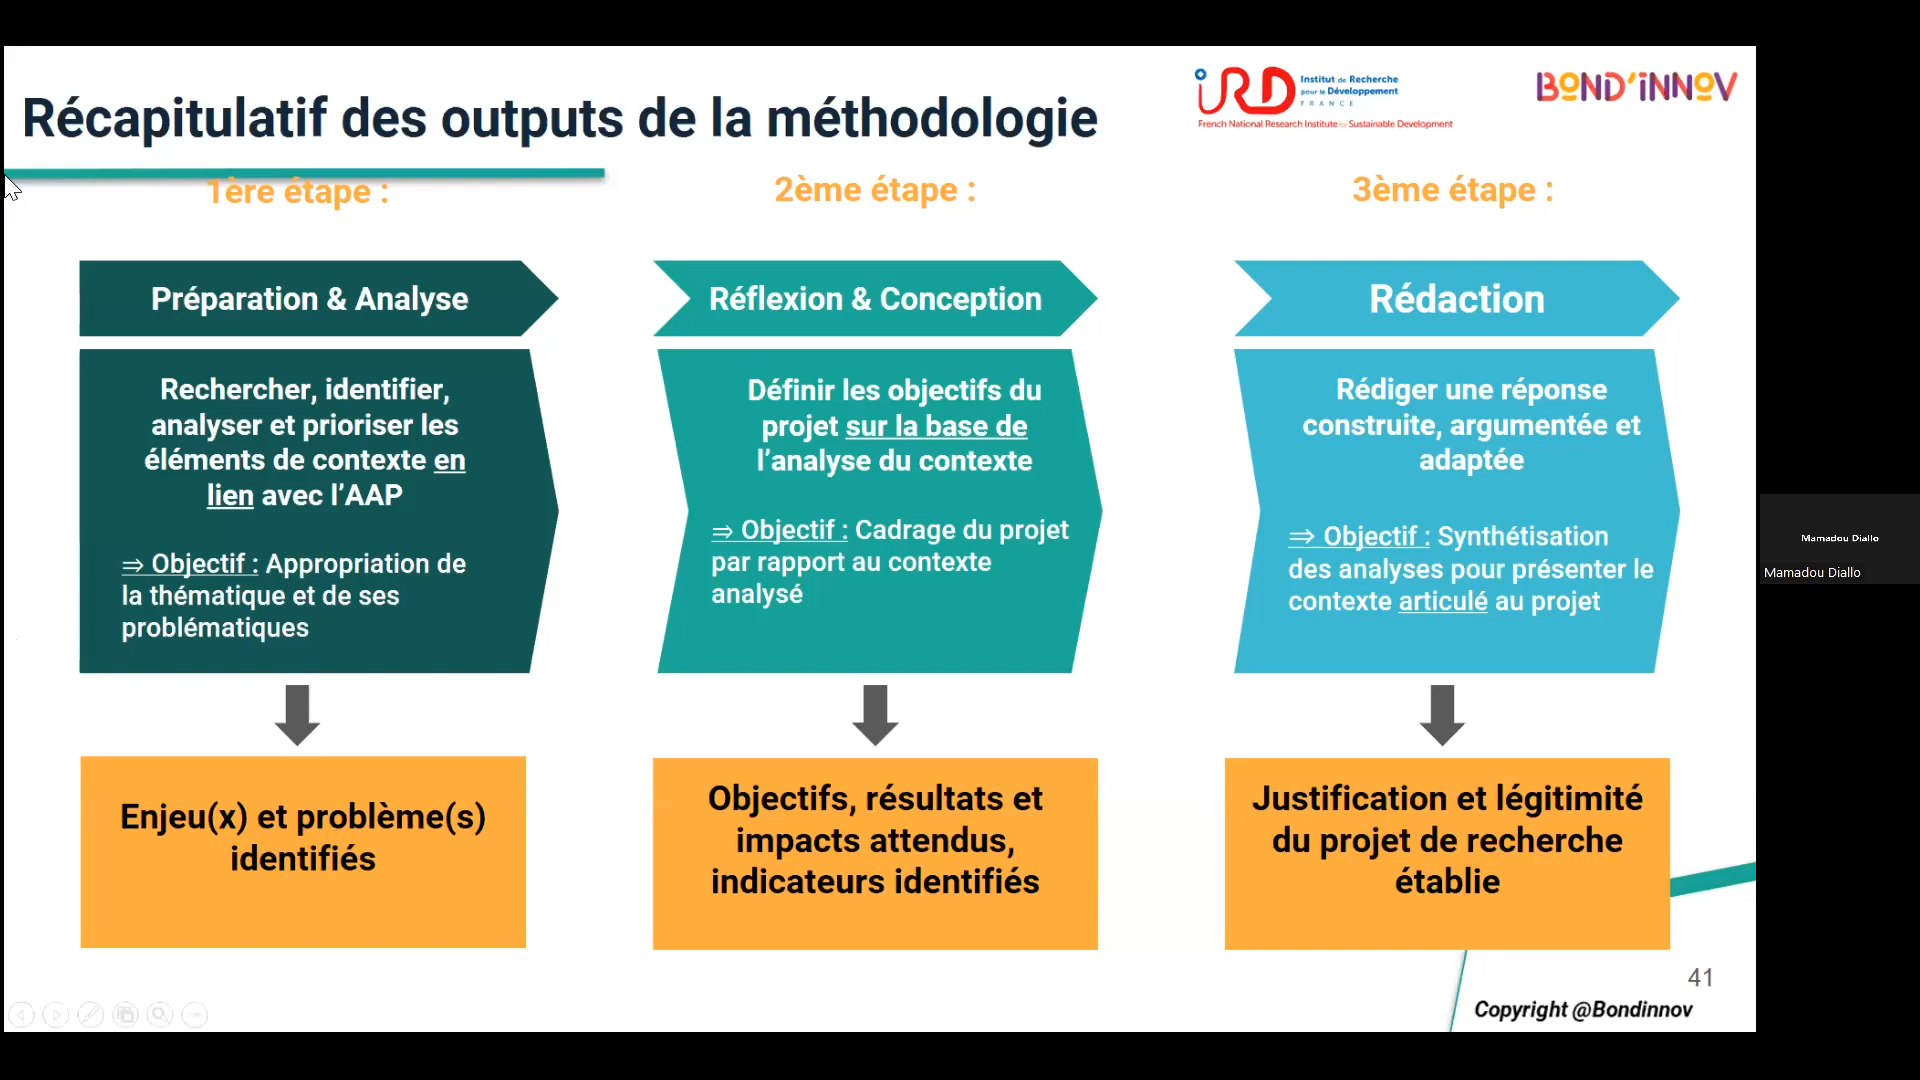 Récapitulatif des outputs de la méthodologie
iRD
Institut de Recherche
pour le Développement
FRANCE
French National Research Institute for Sustainable Development
BOND'iNNOV
1ère étape :
2ème étape :
3ème étape :
Préparation & Analyse
Réflexion & Conception
Rédaction
Rechercher, identifier,
analyser et prioriser les
éléments de contexte en
lien avec l’AAP
⇒ Objectif : Appropriation de
la thématique et de ses
problématiques
Définir les objectifs du
projet sur la base de
l’analyse du contexte
⇒ Objectif : Cadrage du projet
par rapport au contexte
analysé
Rédiger une réponse
construite, argumentée et
adaptée
⇒ Objectif : Synthétisation
des analyses pour présenter le
contexte articulé au projet
Enjeu(x) et problème(s)
identifiés
Objectifs, résultats et
impacts attendus,
indicateurs identifiés
Justification et légitimité
du projet de recherche
établie
41
Copyright @Bondinnov
Mamadou Diallo
Mamadou Diallo